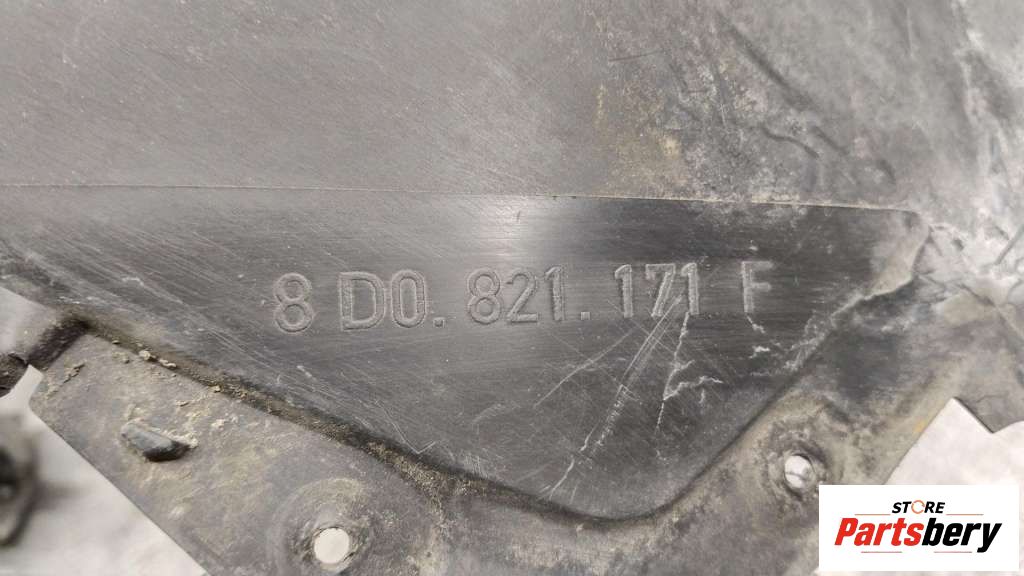 8 D0. 821. 171 F
STORE
Partsbery